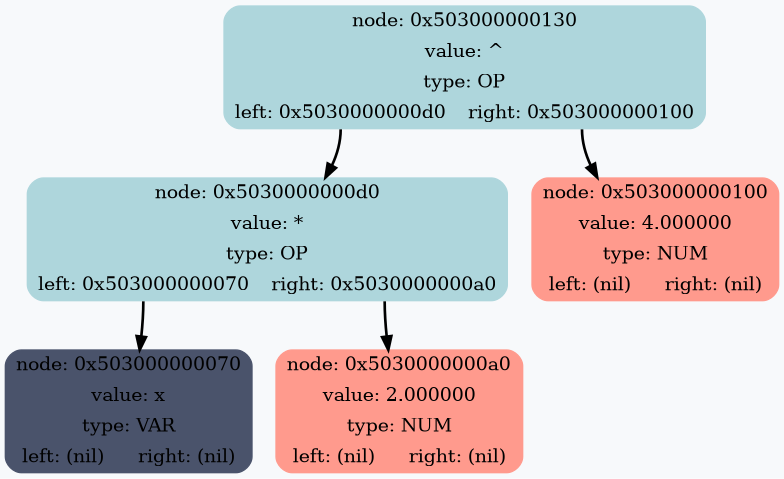 node: 0x503000000130
value: ^
type: OP
left: 0x5030000000d0 right: 0x503000000100
node: 0x5030000000d0
value: *
type: OP
left: 0x503000000070 right: 0x5030000000a0
node: 0x503000000100
value: 4.000000
type: NUM
left: (nil) right: (nil)
node: 0x503000000070
value: x
type: VAR
left: (nil) right: (nil)
node: 0x5030000000a0
value: 2.000000
type: NUM
left: (nil) right: (nil)